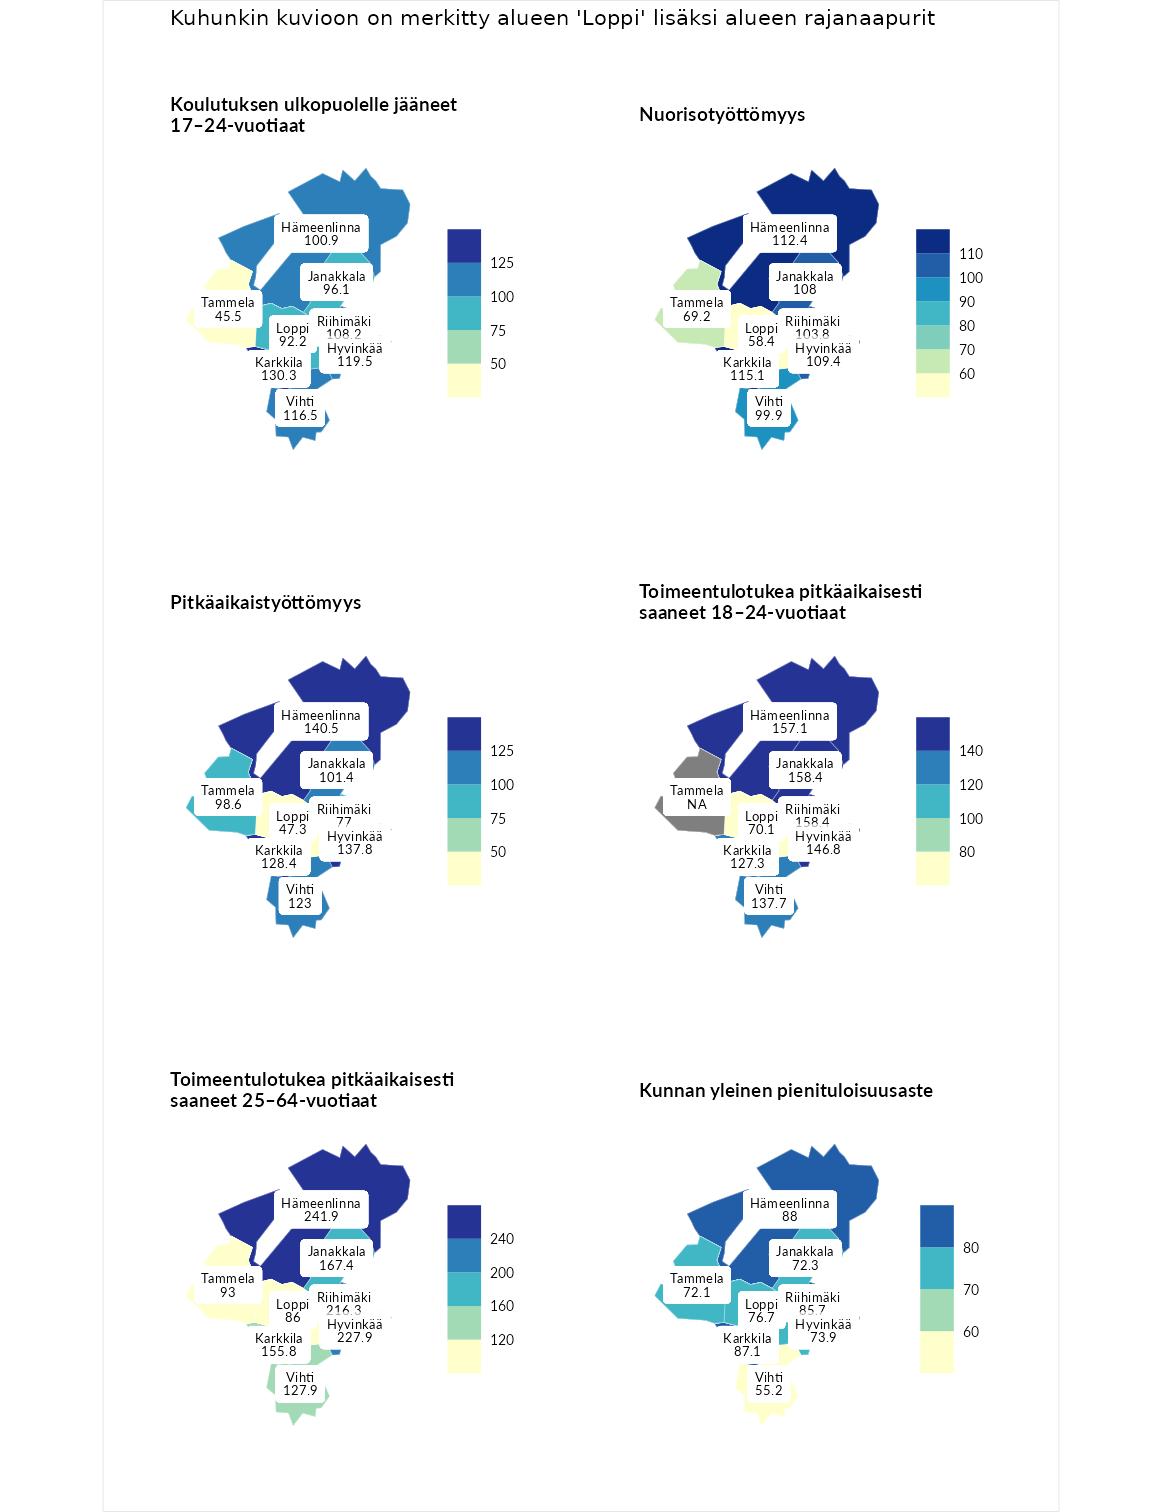 Kuhunkin kuvioon on merkitty alueen 'Loppi' lisäksi alueen rajanaapurit
Koulutuksen ulkopuolelle jääneet
17–24-vuotiaat
Hämeenlinna
100.9
Janakkala
96.1
Tammela
45.5
Loppi
92.2
Riihimäki
108.2
Hyvinkää
119.5
Karkkila
130.3
Vihti
116.5
125
100
75
50
Nuorisotyöttömyys
Hämeenlinna
112.4
Janakkala
108
Tammela
69.2
Loppi
58.4
Riihimäki
103.8
Hyvinkää
109.4
Karkkila
115.1
Vihti
99.9
110
100
90
80
70
60
Pitkäaikaistyöttömyys
Hämeenlinna
140.5
Janakkala
101.4
Tammela
98.6
Loppi
47.3
Riihimäki
77
Hyvinkää
137.8
Karkkila
128.4
Vihti
123
125
100
75
50
Toimeentulotukea pitkäaikaisesti
saaneet 18–24-vuotiaat
Hämeenlinna
157.1
Janakkala
158.4
Tammela
NA
Loppi
70.1
Riihimäki
158.4
Hyvinkää
146.8
Karkkila
127.3
Vihti
137.7
140
120
100
80
Toimeentulotukea pitkäaikaisesti
saaneet 25–64-vuotiaat
Hämeenlinna
241.9
Janakkala
167.4
Tammela
93
Loppi
86
Riihimäki
216.3
Hyvinkää
227.9
Karkkila
155.8
Vihti
127.9
240
200
160
120
Kunnan yleinen pienituloisuusaste
Hämeenlinna
88
Janakkala
72.3
Tammela
72.1
Loppi
76.7
Riihimäki
85.7
Hyvinkää
73.9
Karkkila
87.1
Vihti
55.2
80
70
60